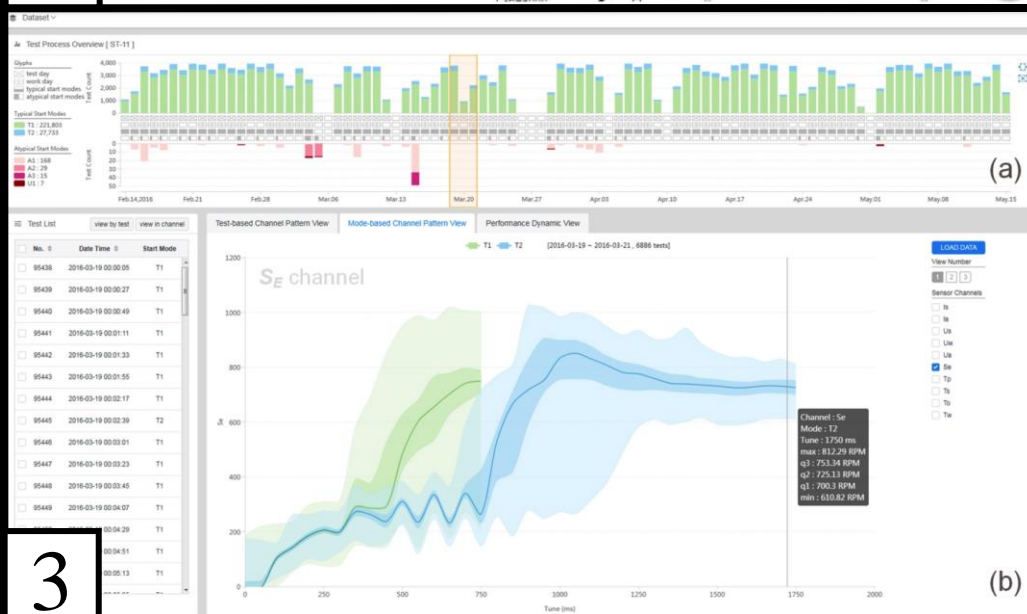 Dataset
Test Process Overview [ ST-11 ]
Glyphs
test day
work day
typical start modes
atypical start modes
Typical Start Modes
T1 : 221,803
T2 : 27,733
Atypical Start Modes
A1 : 168
A2 : 29
A3 : 15
U1 : 7
Test Count
4,000
3,000
2,000
1,000
0
Test Count
0
10
20
30
40
50
Feb.14,2016 Feb.21 Feb.28 Mar.06 Mar.13 Mar.20 Mar.27 Apr.03 Apr.10 Apr.17 Apr.24 May.01 May.08 May.15
(a)
Test List view by test view in channel
No. Date Time Start Mode
95438 2016-03-19 00:00:05 T1
95439 2016-03-19 00:00:27 T1
95440 2016-03-19 00:00:49 T1
95441 2016-03-19 00:01:11 T1
95442 2016-03-19 00:01:33 T1
95443 2016-03-19 00:01:55 T1
95444 2016-03-19 00:02:17 T1
95445 2016-03-19 00:02:39 T2
95446 2016-03-19 00:03:01 T1
95447 2016-03-19 00:03:23 T1
95448 2016-03-19 00:03:45 T1
95449 2016-03-19 00:04:07 T1
00:04:29 T1
00:04:51 T1
00:05:13 T1
3
Test-based Channel Pattern View Mode-based Channel Pattern View Performance Dynamic View
T1 T2 [2016-03-19 ~ 2016-03-21 , 6886 tests]
SE channel
1200
1000
800
600
400
200
0
Se
0 250 500 750 1000 1250 1500 1750 2000
Tune (ms)
Channel : Se
Mode : T2
Tune : 1750 ms
max : 812.29 RPM
q3 : 753.34 RPM
q2 : 725.13 RPM
q1 : 700.3 RPM
min : 610.82 RPM
LOAD DATA
View Number
1 2 3
Sensor Channels
Us
Se
Tp
Ts
To
Tw
(b)